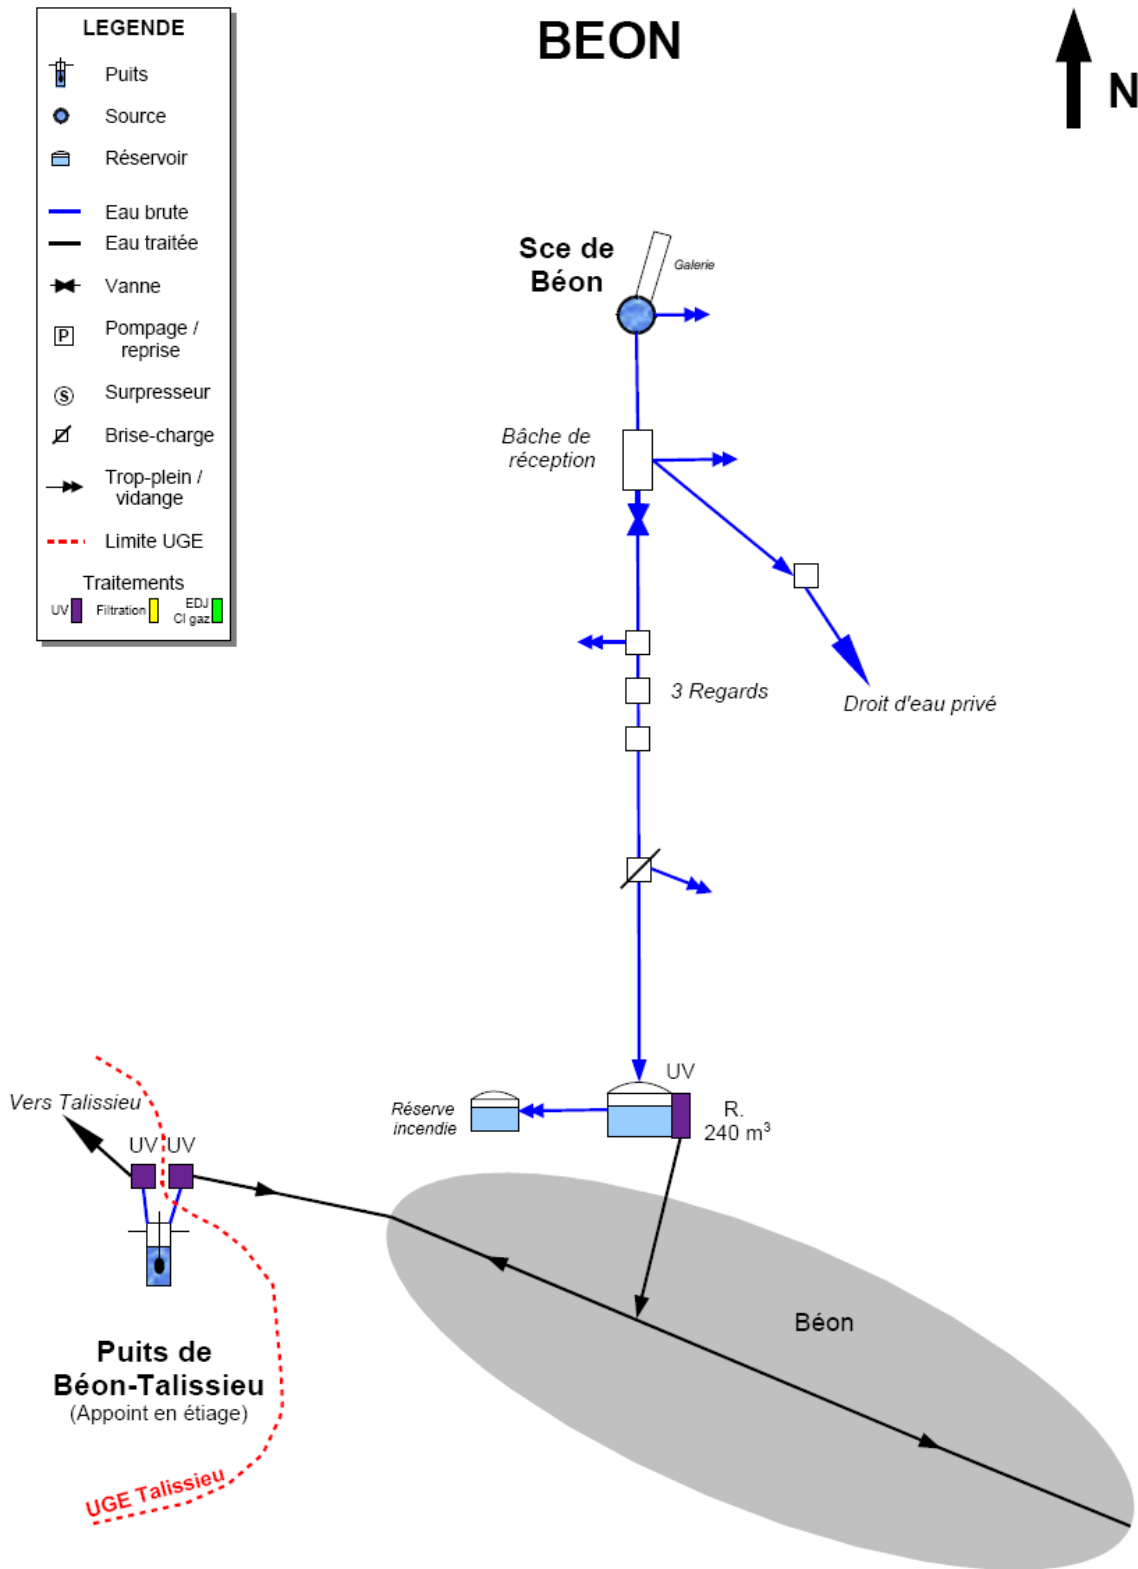 BEON
N
LEGENDE
Puits
Source
Réservoir
Eau brute
Eau traitée
Vanne
P
Pompage /
reprise
S
Surpresseur
Brise-charge
Trop-plein /
vidange
Limite UGE
Traitements
UV
Filtration
EDJ
Cl gaz
Sce de
Béon
Galerie
Bâche de
réception
3 Regards
Droit d'eau privé
UV
R.
240 m³
Réserve
incendie
Vers Talissieu
UV UV
Béon
Puits de
Béon-Talissieu
(Appoint en étiage)
UGE Talissieu